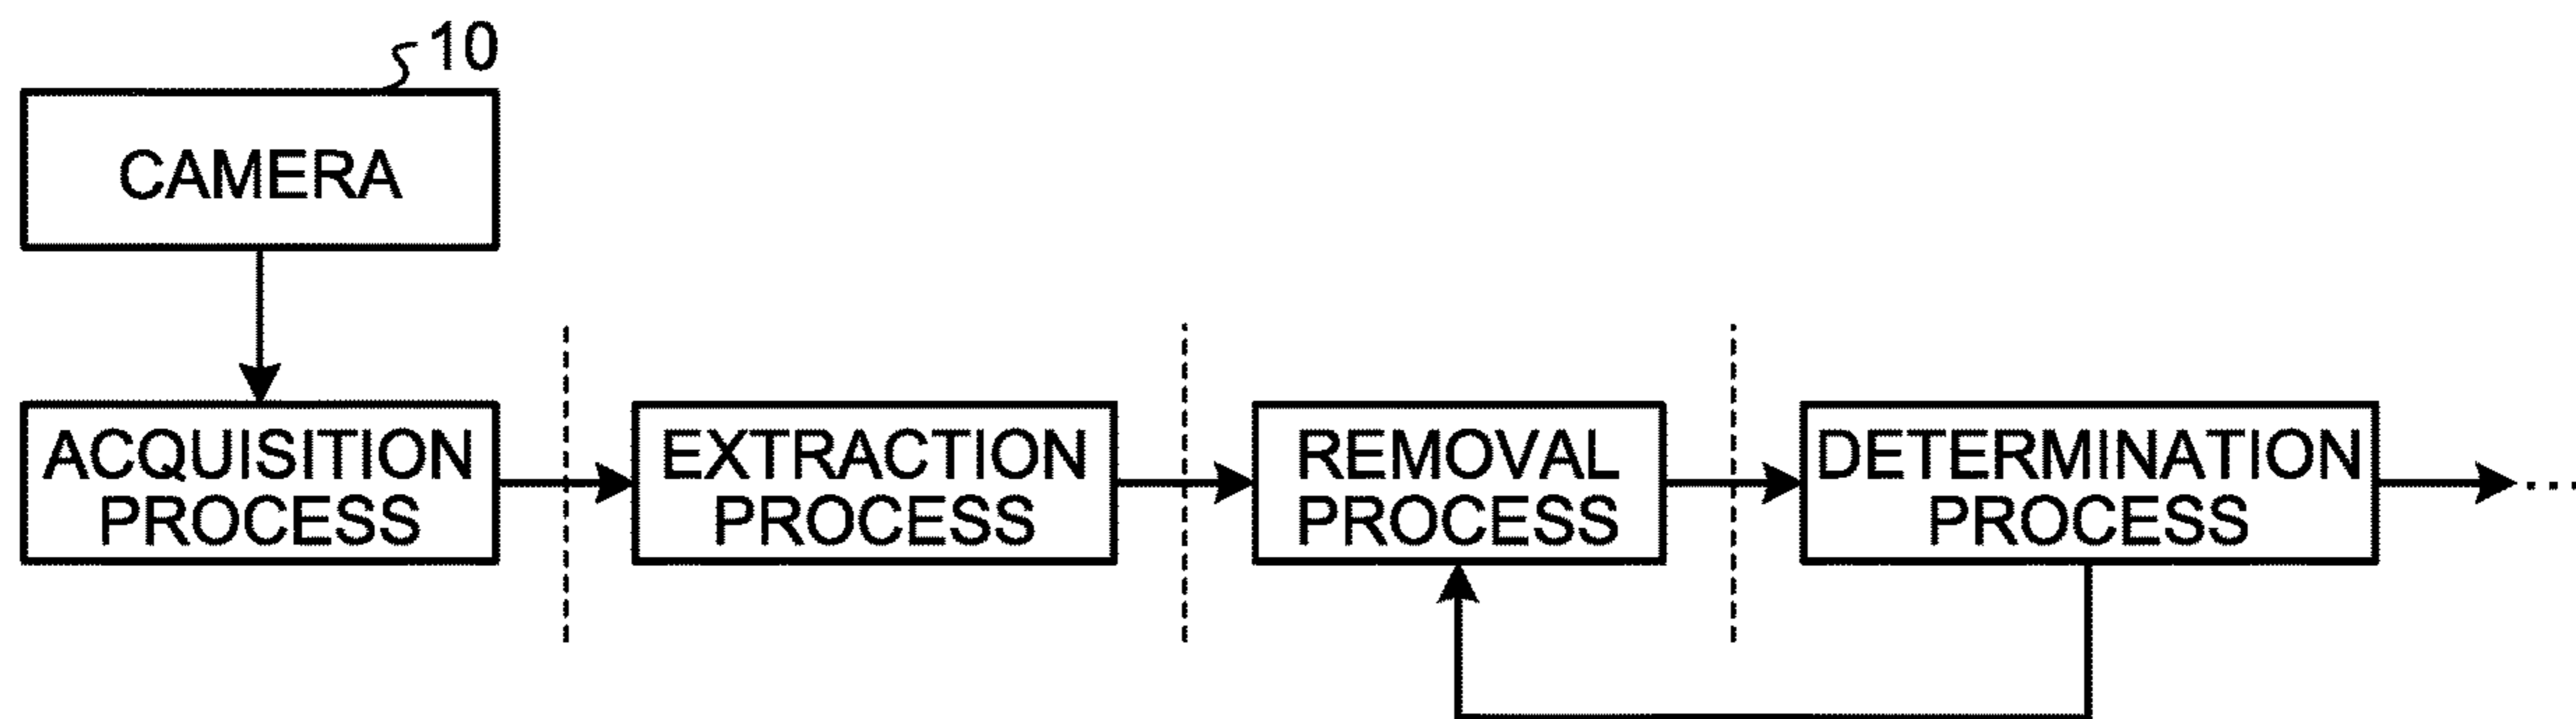 10
CAMERA
ACQUISITION
PROCESS
EXTRACTION
PROCESS
REMOVAL
PROCESS
DETERMINATION
PROCESS
....